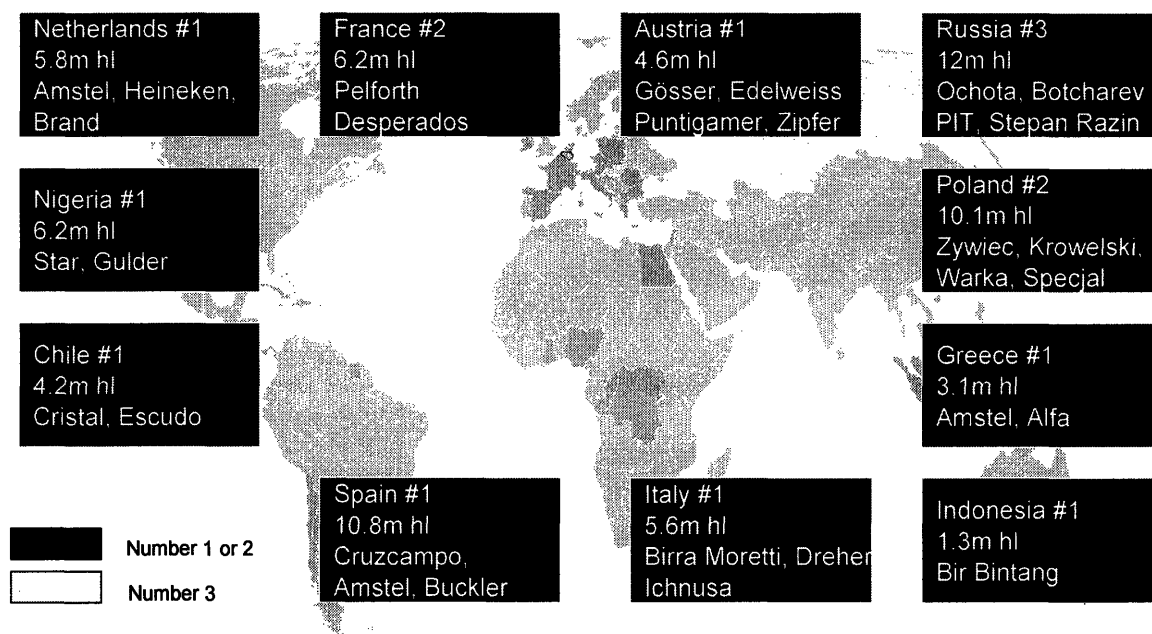 Netherlands #1
5.8m hl
Amstel, Heineken,
Brand
France #2
6.2m hl
Pelforth
Desperados
Austria #1
4.6m hl
Gösser, Edelweiss
Puntigamer, Zipfer
Russia #3
12m hl
Ochota, Botcharev
PIT, Stepan Razin
Nigeria #1
6.2m hl
Star, Gulder
Poland #2
10.1m hl
Zywiec, Krowelski,
Warka, Specjal
Chile #1
4.2m hl
Cristal, Escudo
Greece #1
3.1m hl
Amstel, Alfa
Spain #1
10.8m hl
Cruzcampo,
Amstel, Buckler
Italy #1
5.6m hl
Birra Moretti, Dreher
Ichnusa
Indonesia #1
1.3m hl
Bir Bintang
Number 1 or 2
Number 3